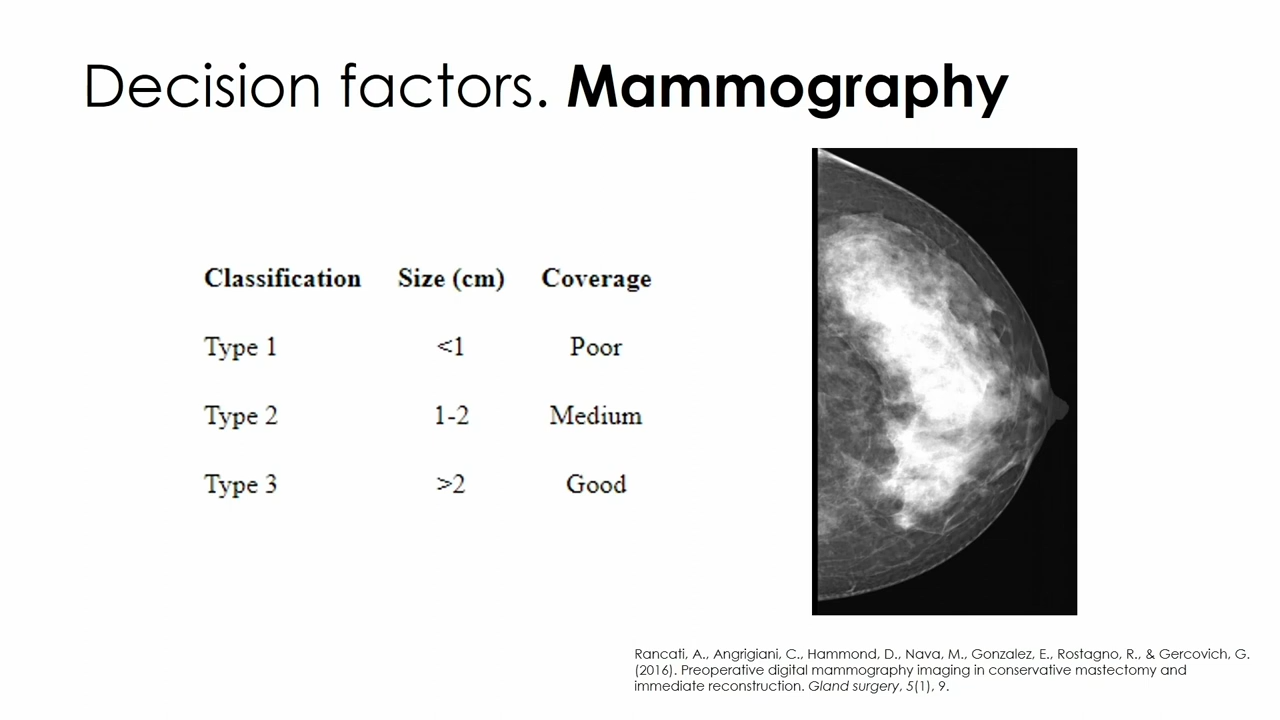 Decision factors. Mammography
Classification Size (cm) Coverage
Type 1 <1 Poor
Type 2 1-2 Medium
Type 3 >2 Good
Rancati, A., Angrigiani, C., Hammond, D., Nava, M., Gonzalez, E., Rostagno, R., & Gercovich, G.
(2016). Preoperative digital mammography imaging in conservative mastectomy and
immediate reconstruction. Gland surgery, 5(1), 9.